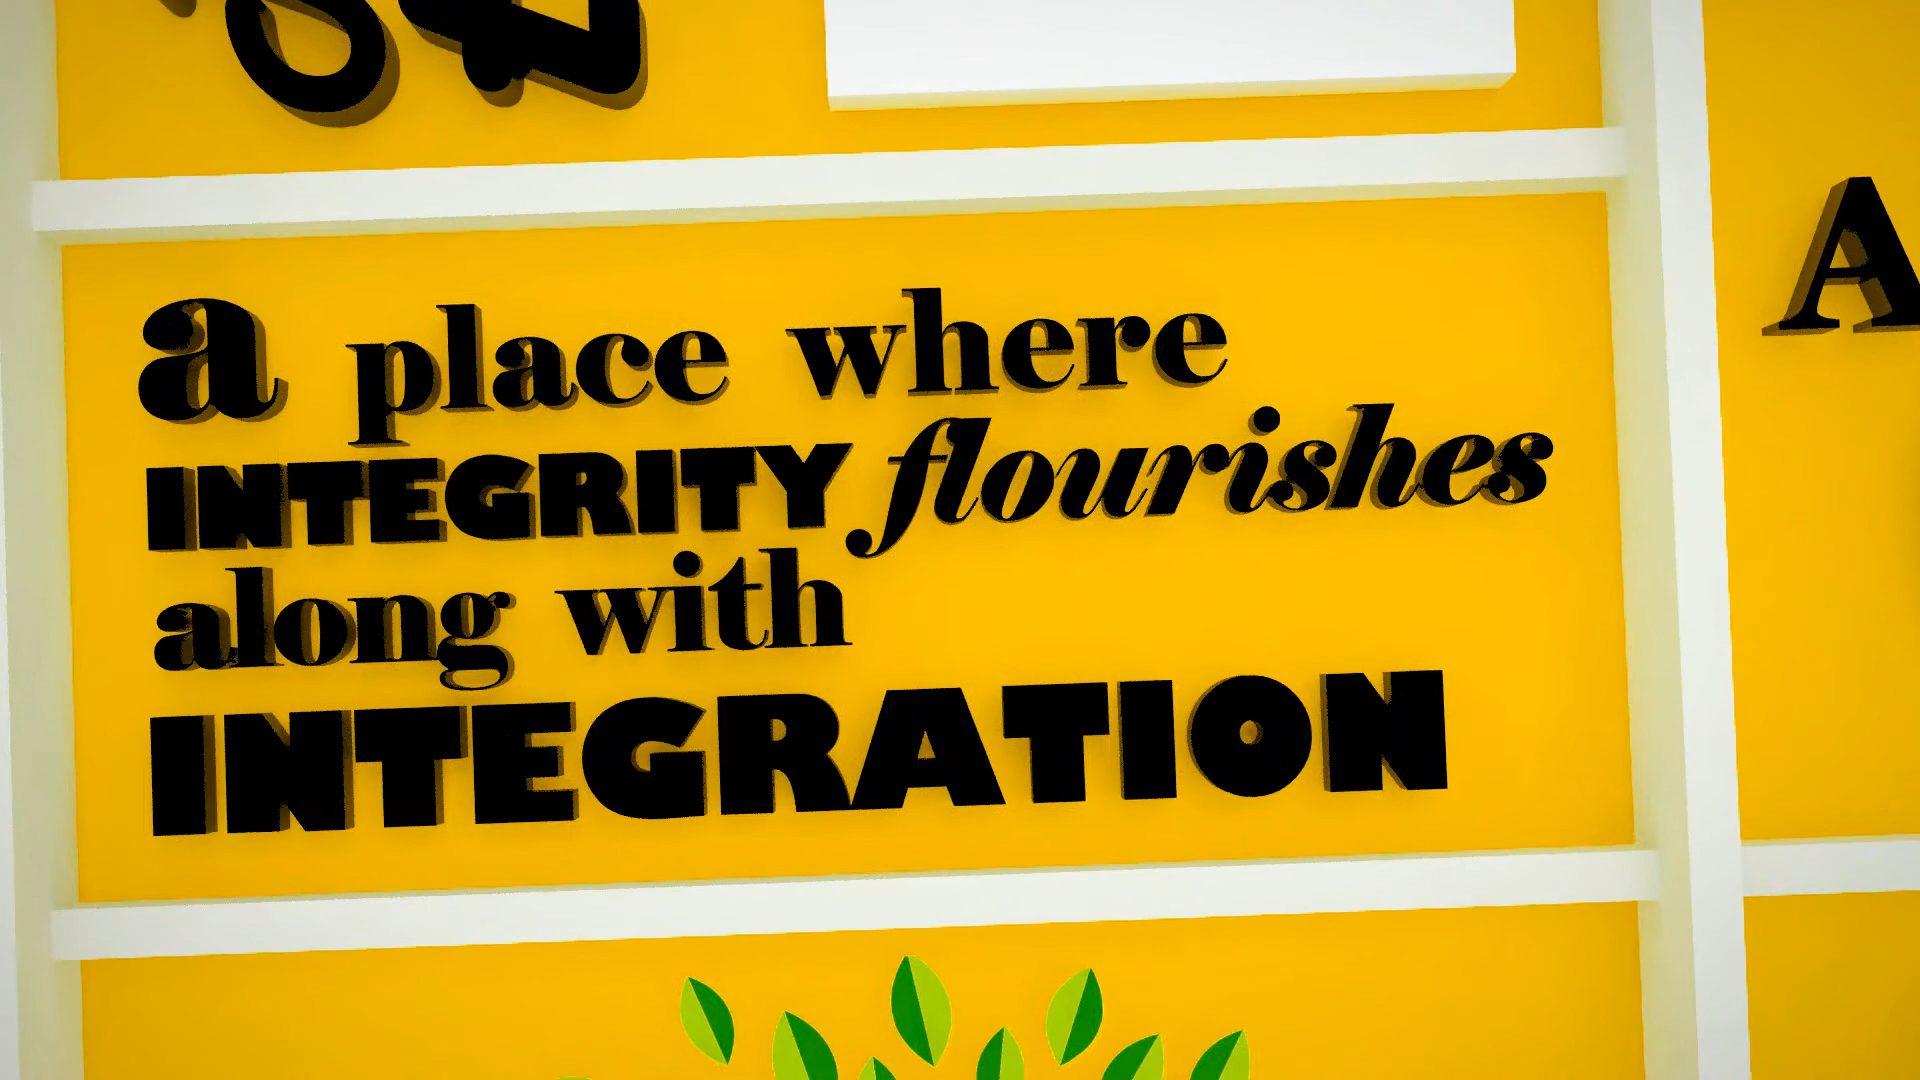 a place where
INTEGRITY flourishes
along with
INTEGRATION
A